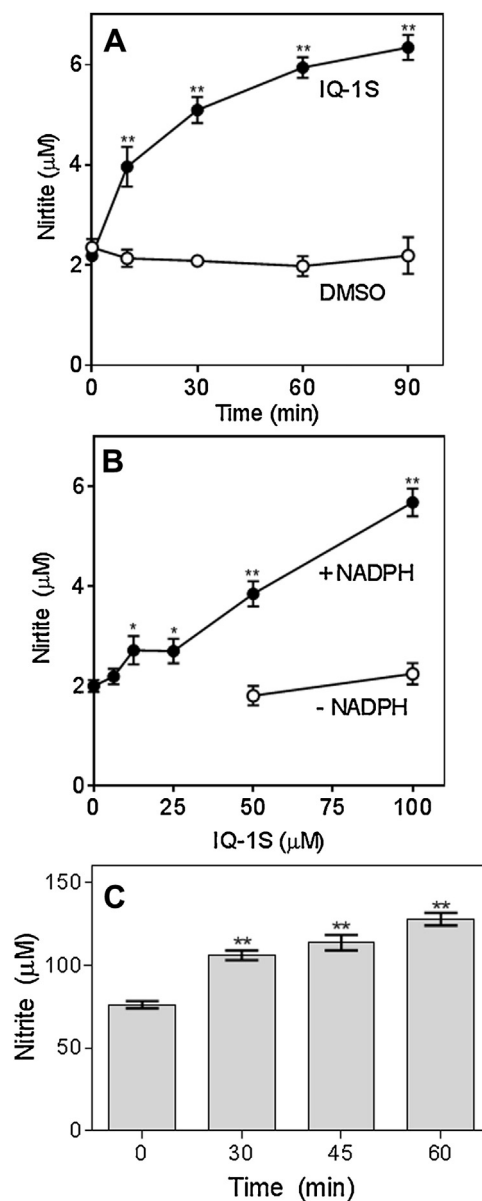 A
6
4
2
0
Nirtite (μM)
**
**
**
**
IQ-1S
DMSO
0
30
60
90
Time (min)
B
6
4
2
0
Nirtite (μM)
*
*
**
**
+NADPH
- NADPH
0
25
50
75
100
IQ-1S (μM)
C
150
100
50
0
Nitrite (μM)
**
**
**
0
30
45
60
Time (min)